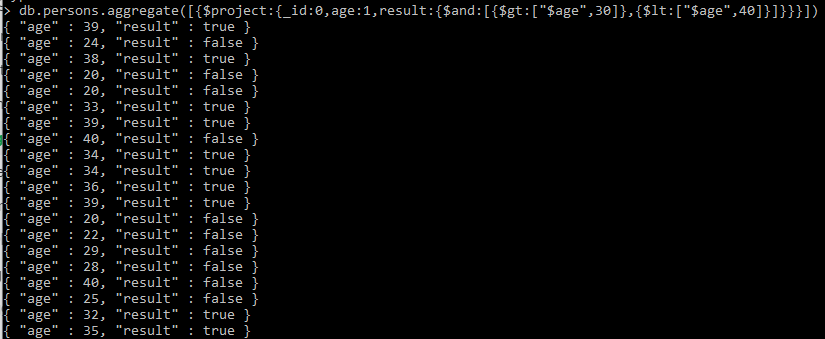 > db.persons.aggregate([{$project:{_id:0,age:1,result:{$and:[{$gt:["$age",30]},{$lt:["$age",40]}]}}}])
{ "age" : 39, "result" : true }
{ "age" : 24, "result" : false }
{ "age" : 38, "result" : true }
{ "age" : 20, "result" : false }
{ "age" : 20, "result" : false }
{ "age" : 33, "result" : true }
{ "age" : 39, "result" : true }
{ "age" : 40, "result" : false }
{ "age" : 34, "result" : true }
{ "age" : 34, "result" : true }
{ "age" : 36, "result" : true }
{ "age" : 39, "result" : true }
{ "age" : 20, "result" : false }
{ "age" : 22, "result" : false }
{ "age" : 29, "result" : false }
{ "age" : 28, "result" : false }
{ "age" : 40, "result" : false }
{ "age" : 25, "result" : false }
{ "age" : 32, "result" : true }
{ "age" : 35, "result" : true }